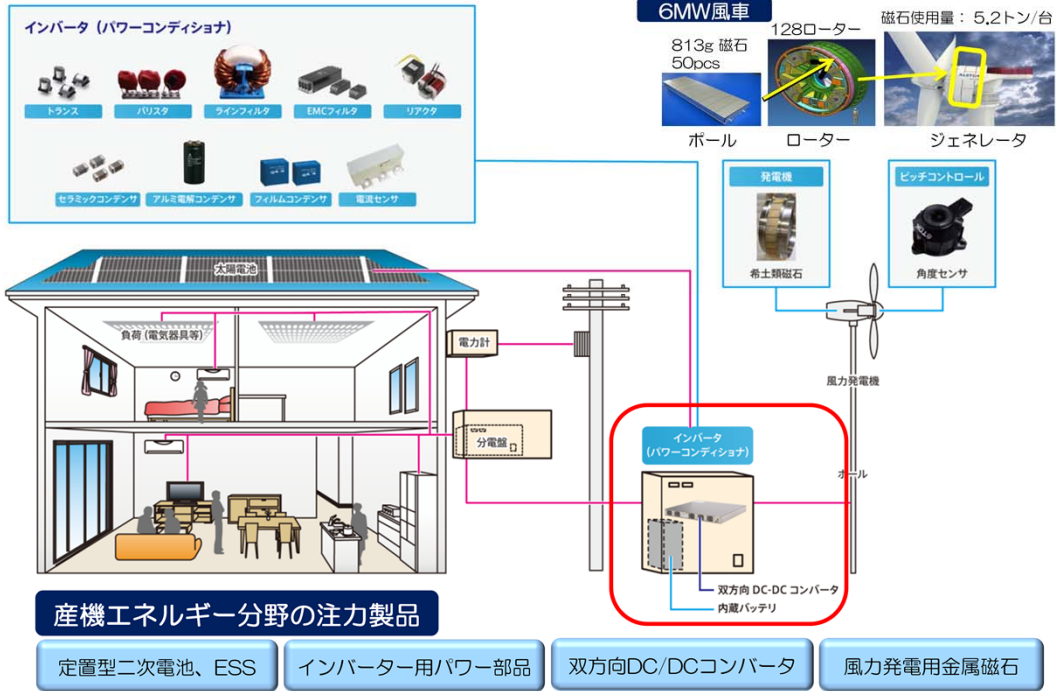 インバータ（パワーコンディショナ）
トランス
バリスタ
ラインフィルタ
EMCフィルタ
リアクタ
セラミックコンデンサ
アルミ電解コンデンサ
フィルムコンデンサ
電流センサ
6MW風車
磁石使用量： 5.2トン/台
128ローター
813g 磁石
50pcs
ポール
ローター
ジェネレータ
発電機
希土類磁石
ピッチコントロール
角度センサ
太陽電池
負荷（電気器具等）
電力計
分電盤
風力発電機
ポール
インバータ
（パワーコンディショナ）
双方向 DC-DC コンバータ
内蔵バッテリ
産機エネルギー分野の注力製品
定置型二次電池、ESS
インバーター用パワー部品
双方向DC/DCコンバータ
風力発電用金属磁石